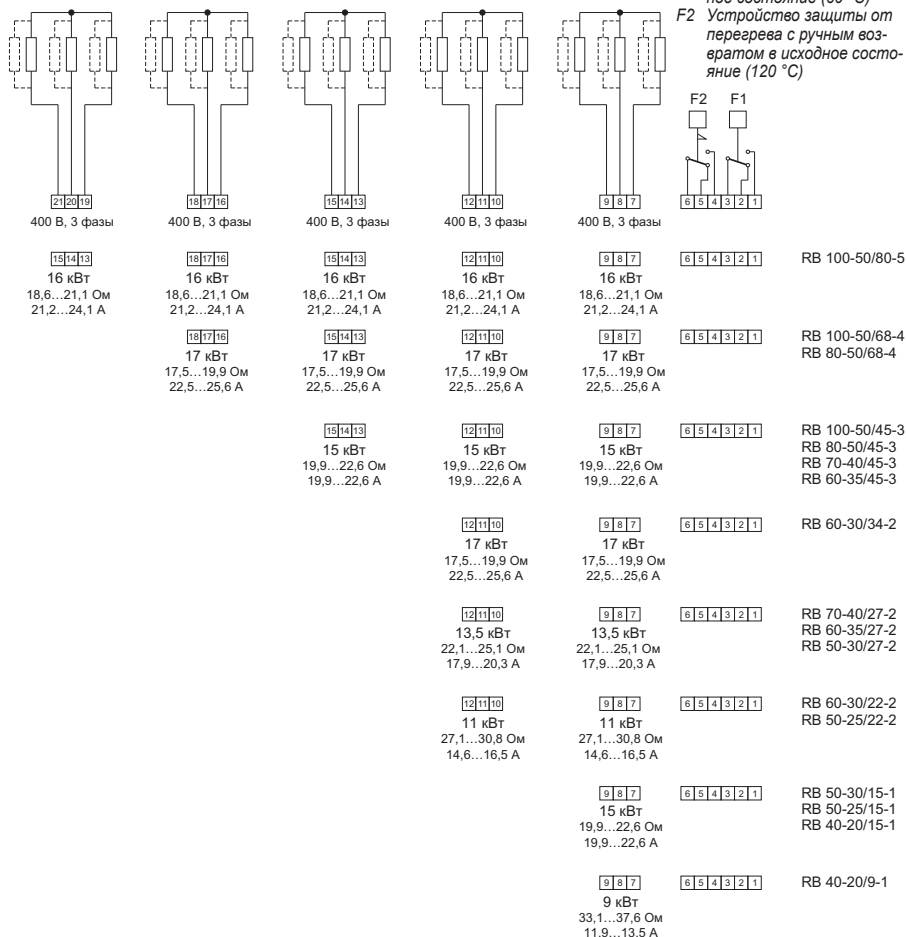 F2 Устройство защиты от
перегрева с ручным воз-
вратом в исходное состо-
яние (120 °C)
F2 F1
21 20 19 18 17 16 15 14 13 12 11 10 9 8 7 6 5 4 3 2 1
400 В, 3 фазы 400 В, 3 фазы 400 В, 3 фазы 400 В, 3 фазы 400 В, 3 фазы
15 14 13 18 17 16 15 14 13 12 11 10 9 8 7 6 5 4 3 2 1 RB 100-50/80-5
16 кВт 16 кВт 16 кВт 16 кВт 16 кВт
18,6…21,1 Ом 18,6…21,1 Ом 18,6…21,1 Ом 18,6…21,1 Ом 18,6…21,1 Ом
21,2…24,1 А 21,2…24,1 А 21,2…24,1 А 21,2…24,1 А 21,2…24,1 А
18 17 16 15 14 13 12 11 10 9 8 7 6 5 4 3 2 1 RB 100-50/68-4
17 кВт 17 кВт 17 кВт 17 кВт RB 80-50/68-4
17,5…19,9 Ом 17,5…19,9 Ом 17,5…19,9 Ом 17,5…19,9 Ом
22,5…25,6 А 22,5…25,6 А 22,5…25,6 А 22,5…25,6 А
15 14 13 12 11 10 9 8 7 6 5 4 3 2 1 RB 100-50/45-3
15 кВт 15 кВт 15 кВт RB 80-50/45-3
19,9…22,6 Ом 19,9…22,6 Ом 19,9…22,6 Ом RB 70-40/45-3
19,9…22,6 А 19,9…22,6 А 19,9…22,6 А RB 60-35/45-3
12 11 10 9 8 7 6 5 4 3 2 1 RB 60-30/34-2
17 кВт 17 кВт
17,5…19,9 Ом 17,5…19,9 Ом
22,5…25,6 А 22,5…25,6 А
12 11 10 9 8 7 6 5 4 3 2 1 RB 70-40/27-2
13,5 кВт 13,5 кВт RB 60-35/27-2
22,1…25,1 Ом 22,1…25,1 Ом RB 50-30/27-2
17,9…20,3 А 17,9…20,3 А
12 11 10 9 8 7 6 5 4 3 2 1 RB 60-30/22-2
11 кВт 11 кВт RB 50-25/22-2
27,1…30,8 Ом 27,1…30,8 Ом
14,6…16,5 А 14,6…16,5 А
9 8 7 6 5 4 3 2 1 RB 50-30/15-1
15 кВт RB 50-25/15-1
19,9…22,6 Ом RB 40-20/15-1
19,9…22,6 А
9 8 7 6 5 4 3 2 1 RB 40-20/9-1
9 кВт
33,1…37,6 Ом
11,9…13,5 А